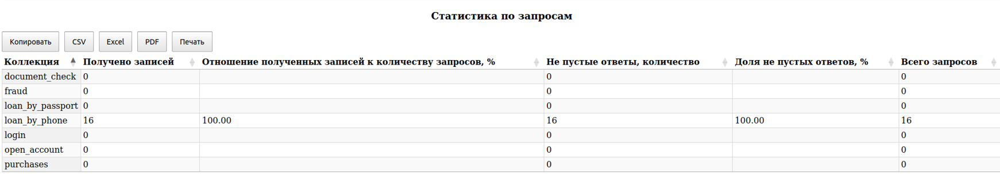 Статистика по запросам
Копировать CSV Excel PDF Печать
Коллекция Получено записей Отношение полученных записей к количеству запросов, % Не пустые ответы, количество Доля не пустых ответов, % Всего запросов
document_check 0 0 0
fraud 0 0 0
loan_by_passport 0 0 0
loan_by_phone 16 100.00 16 100.00 16
login 0 0 0
open_account 0 0 0
purchases 0 0 0